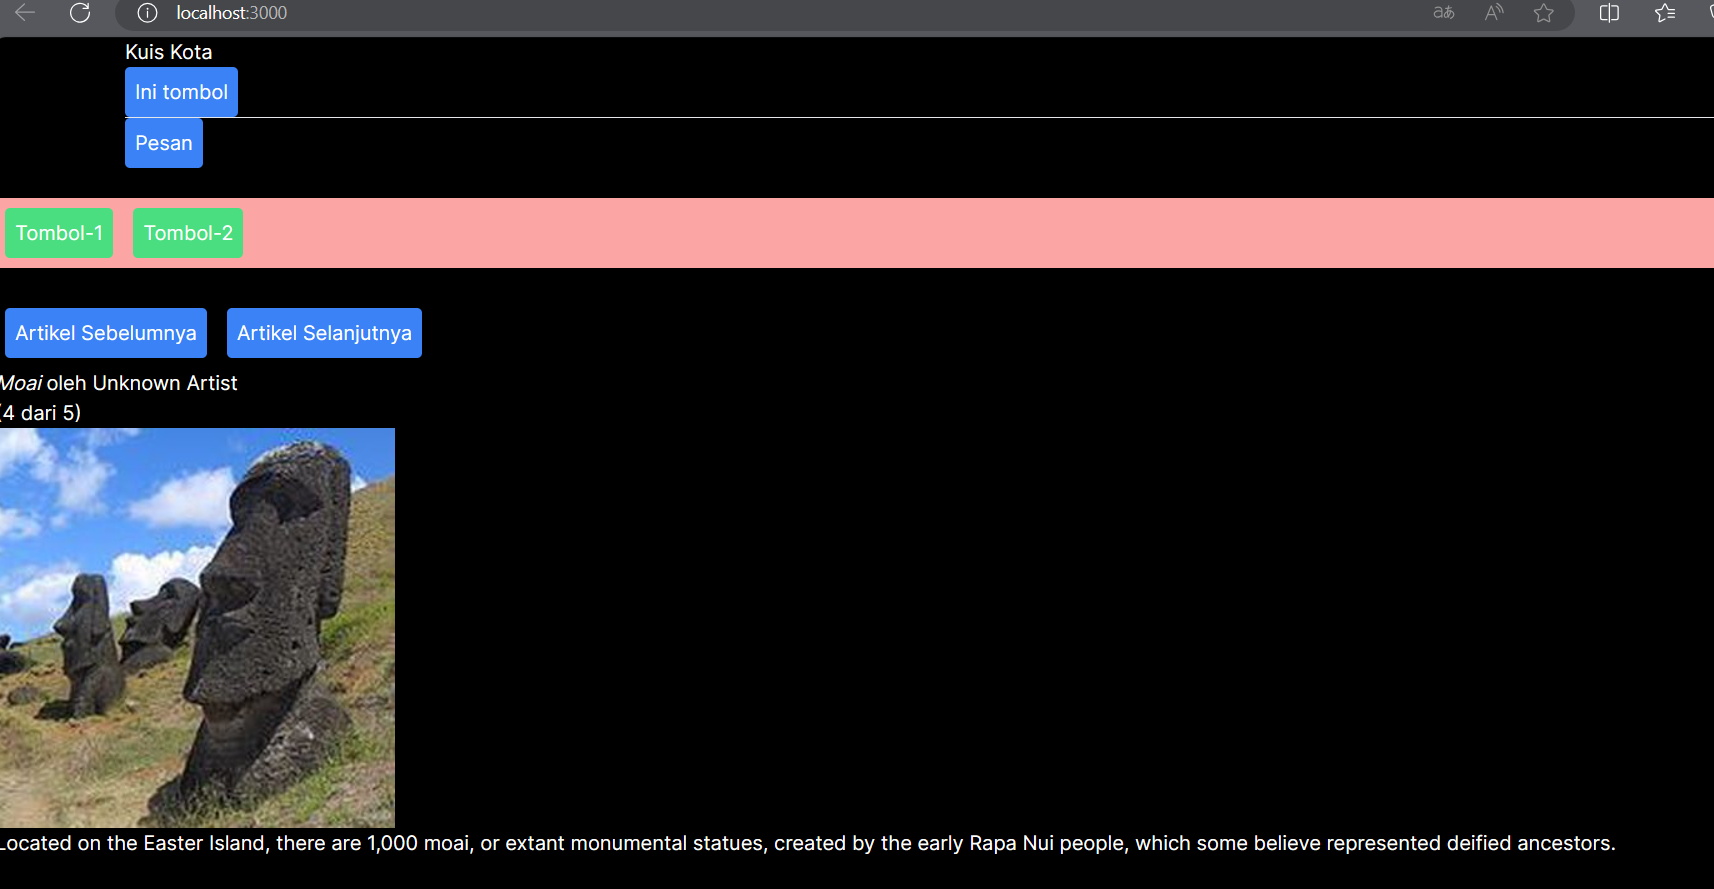 localhost:3000
Kuis Kota
Ini tombol
Pesan
Tombol-1 Tombol-2
Artikel Sebelumnya Artikel Selanjutnya
Moai oleh Unknown Artist
(4 dari 5)
Located on the Easter Island, there are 1,000 moai, or extant monumental statues, created by the early Rapa Nui people, which some believe represented deified ancestors.